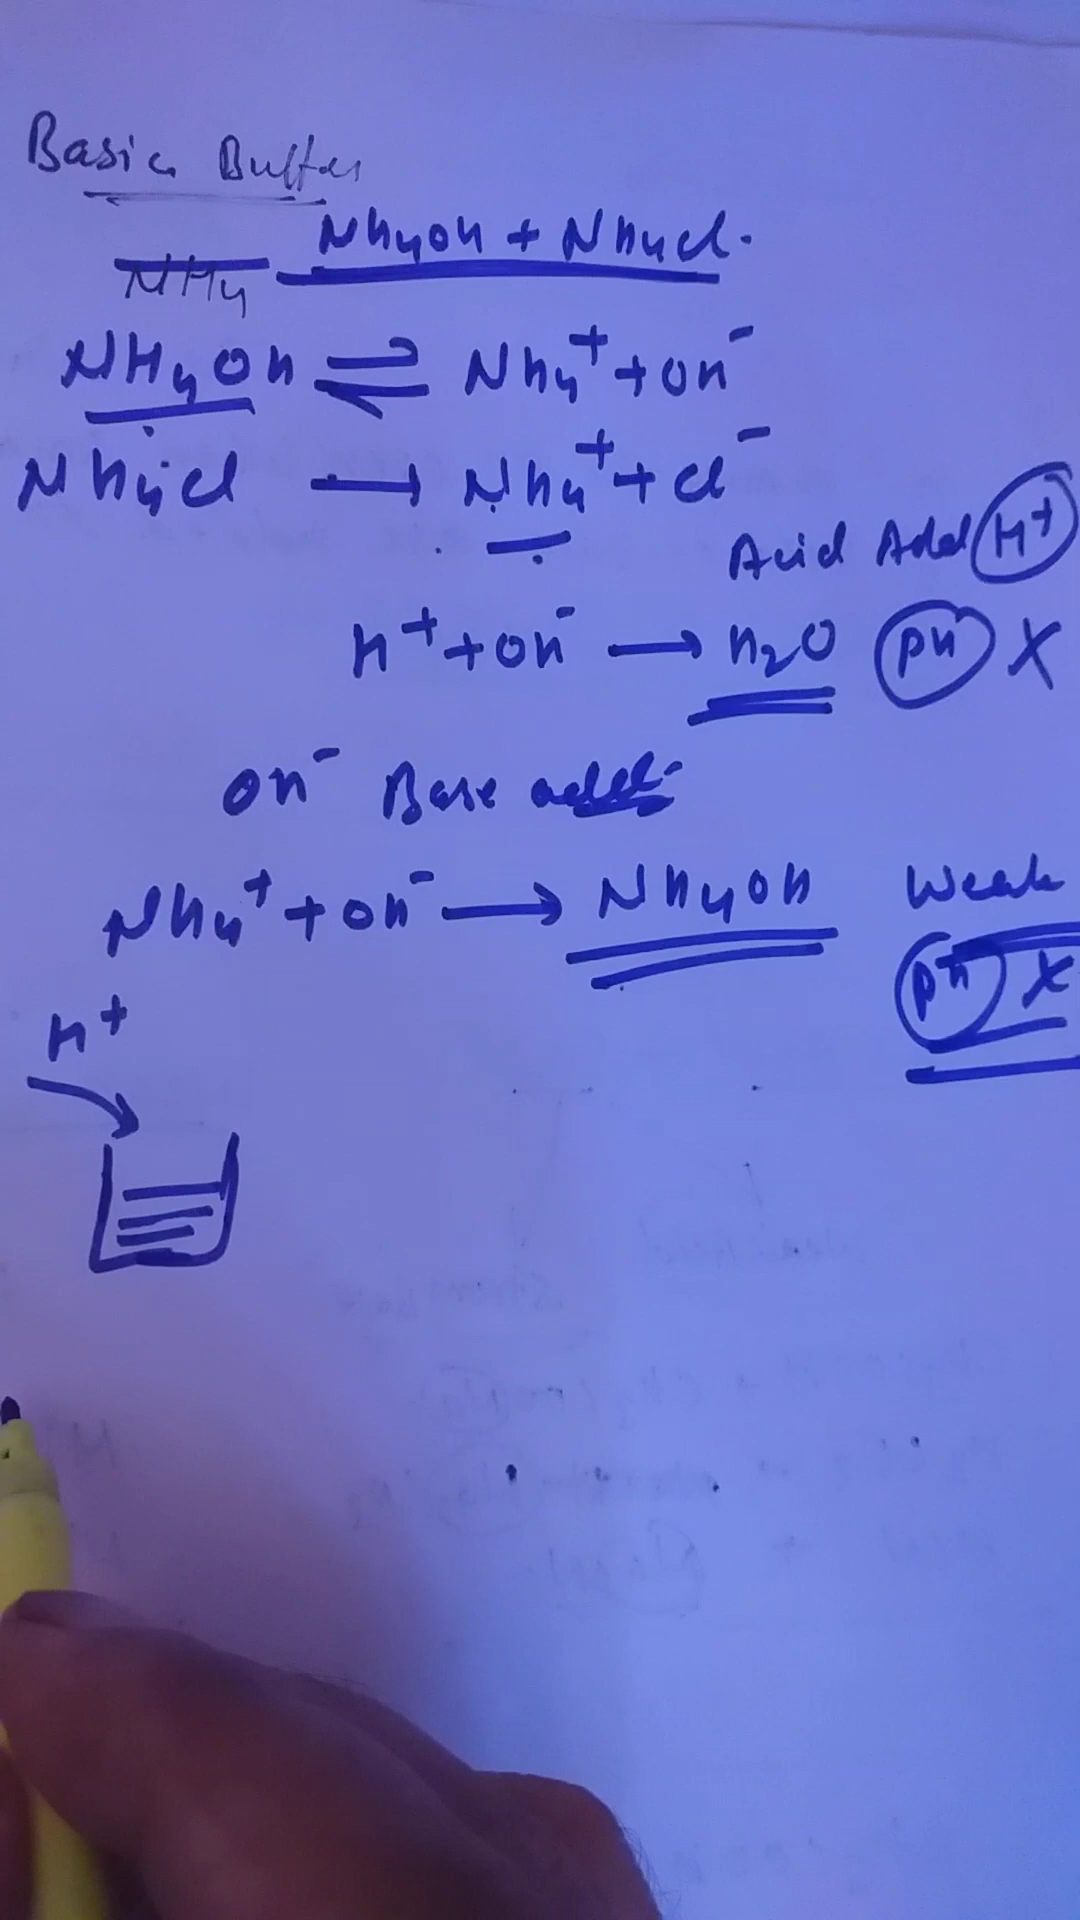 Basic Buffer
NH4OH + NH4Cl.
NH4
NH4OH ⇌ NH4+ + OH-
NH4Cl → NH4+ + Cl-
Acid Add H+
H+ + OH- → H2O pH X
OH- Base add
NH4+ + OH- → NH4OH Weak
pH X
H+